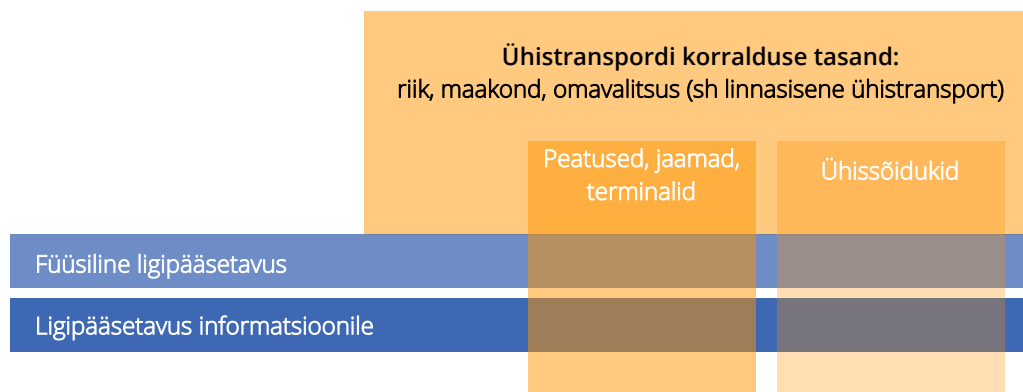 Ühistranspordi korralduse tasand:
riik, maakond, omavalitsus (sh linnasisene ühistransport)
Peatused, jaamad,
terminalid
Ühissõidukid
Füüsiline ligipääsetavus
Ligipääsetavus informatsioonile